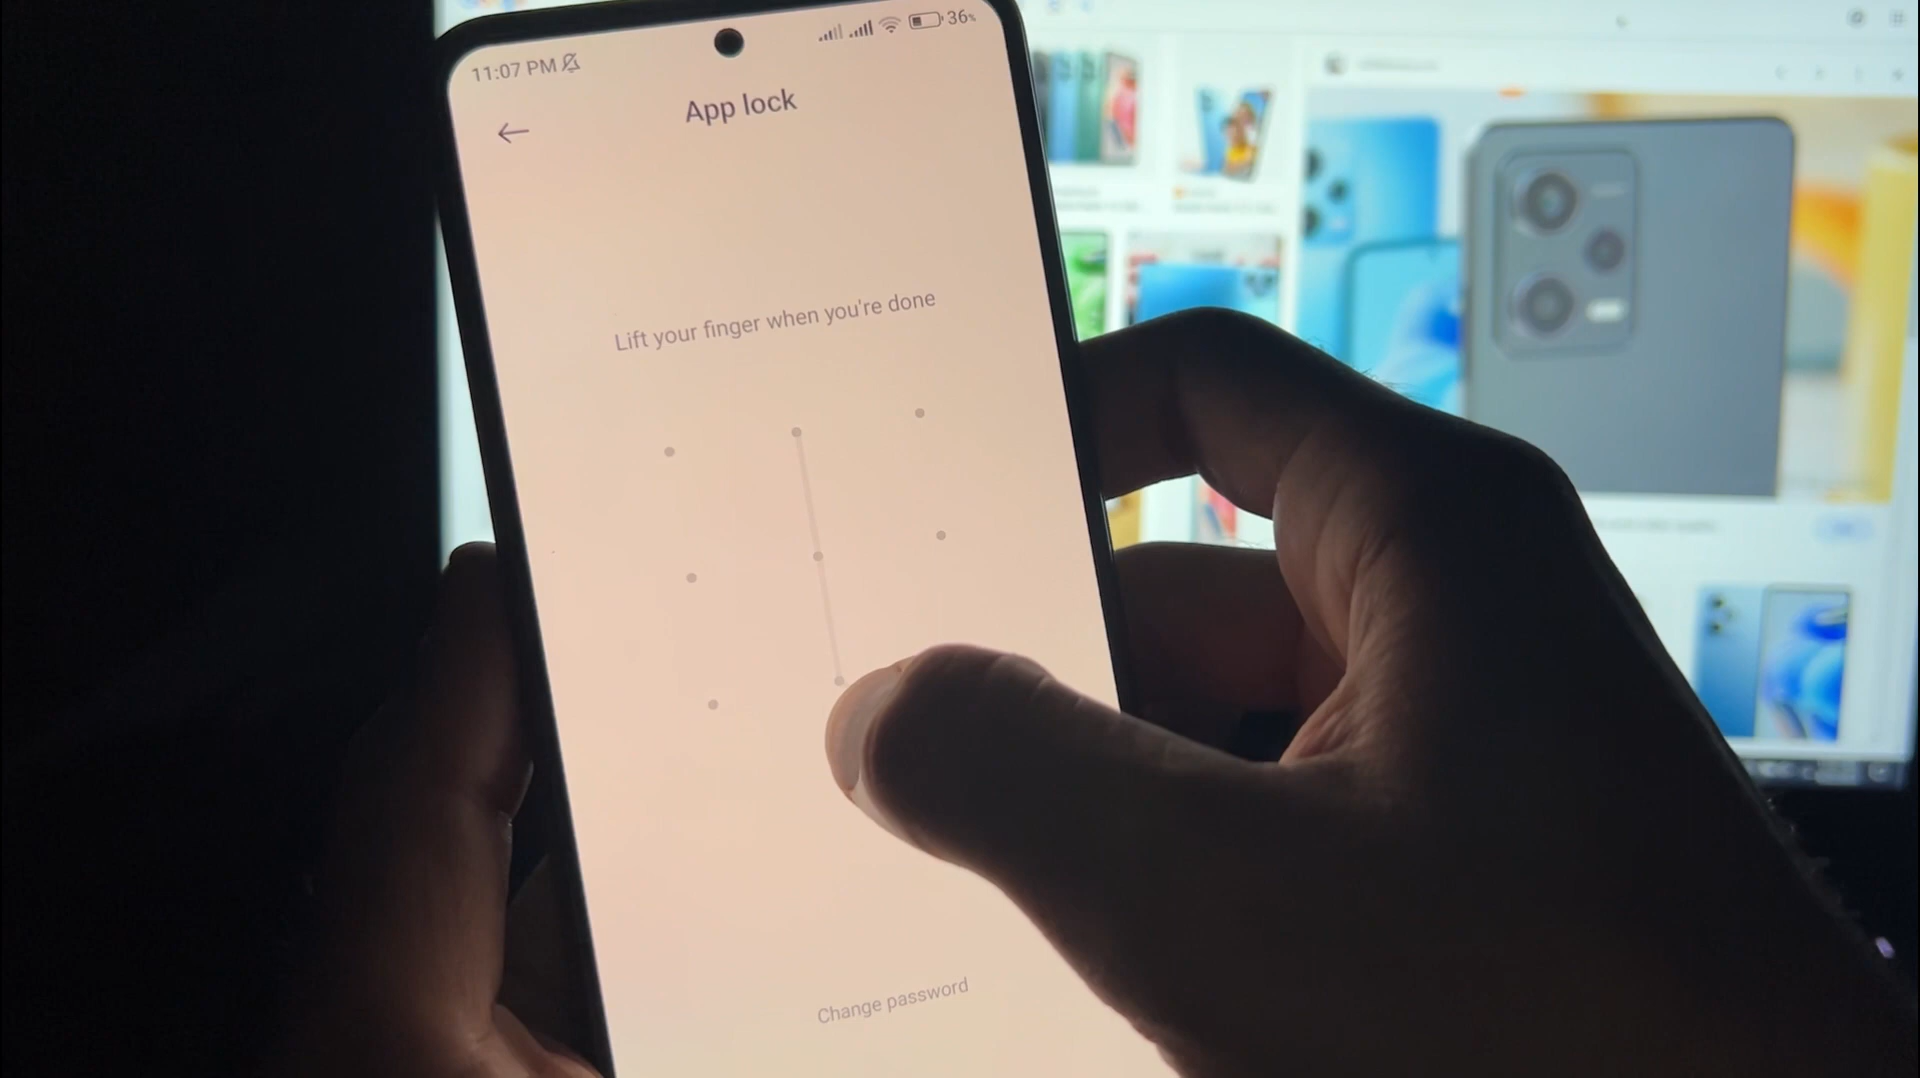 11:07 PM
36%
App lock
Lift your finger when you're done
Change password